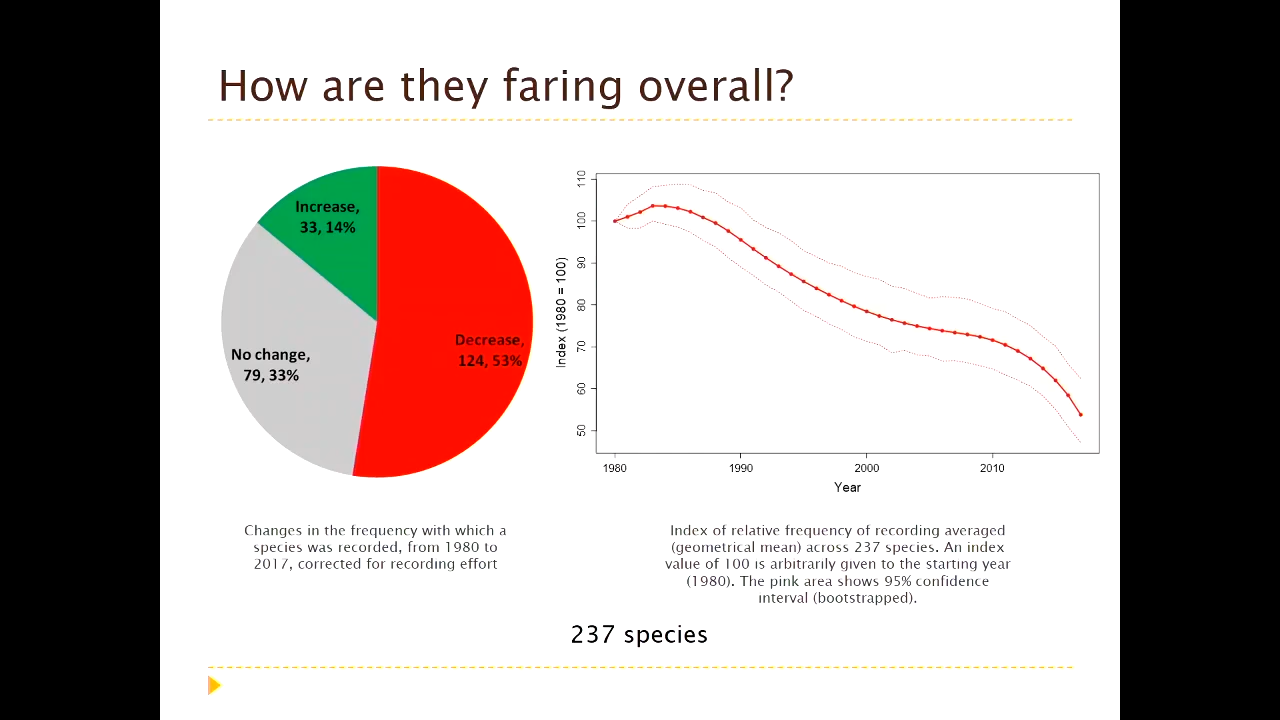 How are they faring overall?
Increase,
33, 14%
No change,
79, 33%
Decrease,
124, 53%
Index (1980 = 100)
110
100
90
80
70
60
50
1980
1990
2000
2010
Year
Changes in the frequency with which a
species was recorded, from 1980 to
2017, corrected for recording effort
Index of relative frequency of recording averaged
(geometrical mean) across 237 species. An index
value of 100 is arbitrarily given to the starting year
(1980). The pink area shows 95% confidence
interval (bootstrapped).
237 species